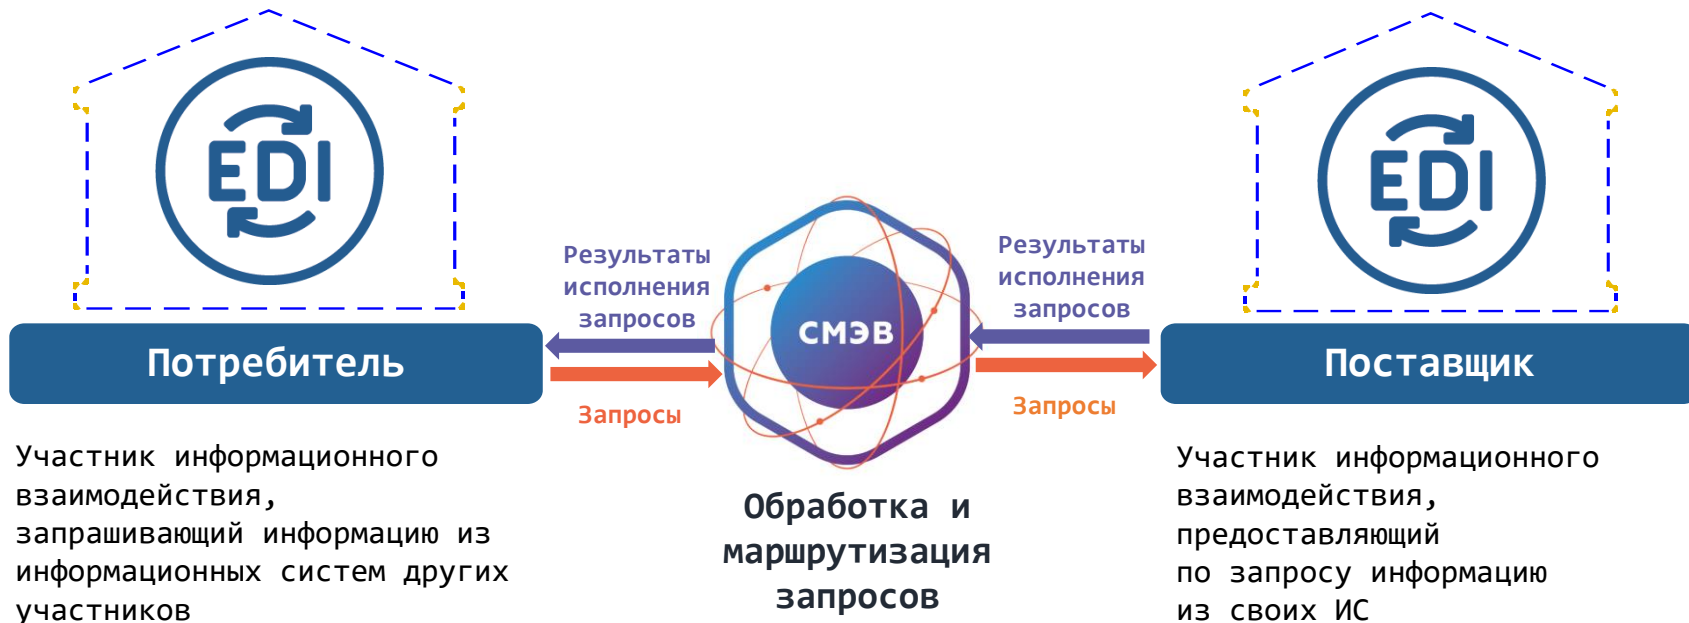 EDI
EDI
Результаты
исполнения
запросов
Результаты
исполнения
запросов
СМЭВ
Потребитель
Поставщик
Запросы
Запросы
Участник информационного
взаимодействия,
запрашивающий информацию из
информационных систем других
участников
Обработка и
маршрутизация
запросов
Участник информационного
взаимодействия,
предоставляющий
по запросу информацию
из своих ИС